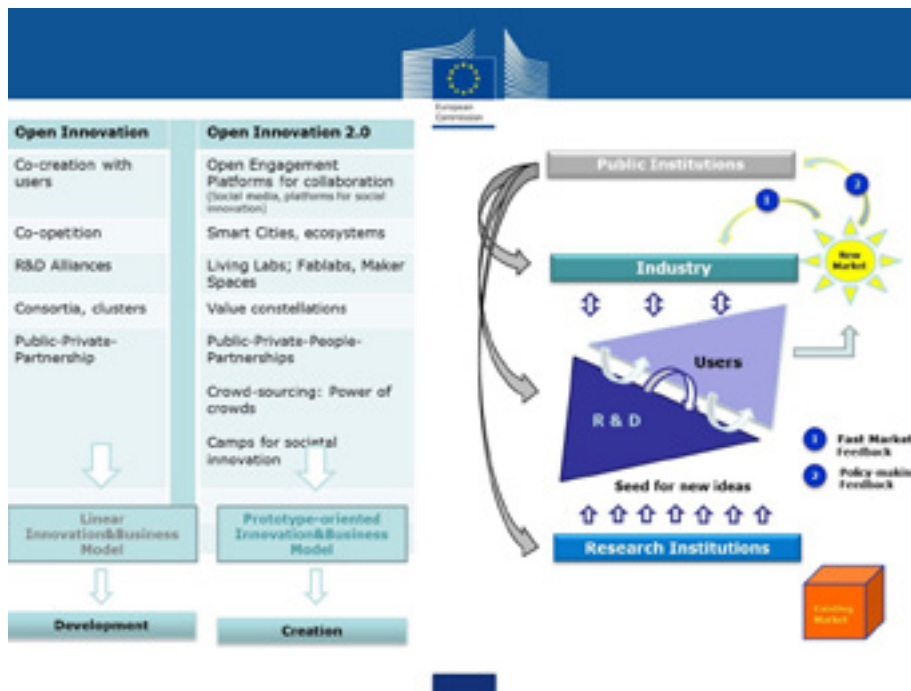 European
Commission
Open Innovation
Open Innovation 2.0
Co-creation with
users
Open Engagement
Platforms for collaboration
(Social media, platforms for social
innovation)
Co-opetition
Smart Cities, ecosystems
R&D Alliances
Living Labs; Fablabs, Maker
Spaces
Consortia, clusters
Value constellations
Public-Private-
Partnership
Public-Private-People-
Partnerships
Crowd-sourcing: Power of
crowds
Camps for societal
innovation
Linear
Innovation&Business
Model
Prototype-oriented
Innovation&Business
Model
Development
Creation
Public Institutions
1
2
New
Market
Industry
Users
R & D
1 Fast Market
Feedback
2 Policy-making
Feedback
Seed for new ideas
Research Institutions
Existing
Market